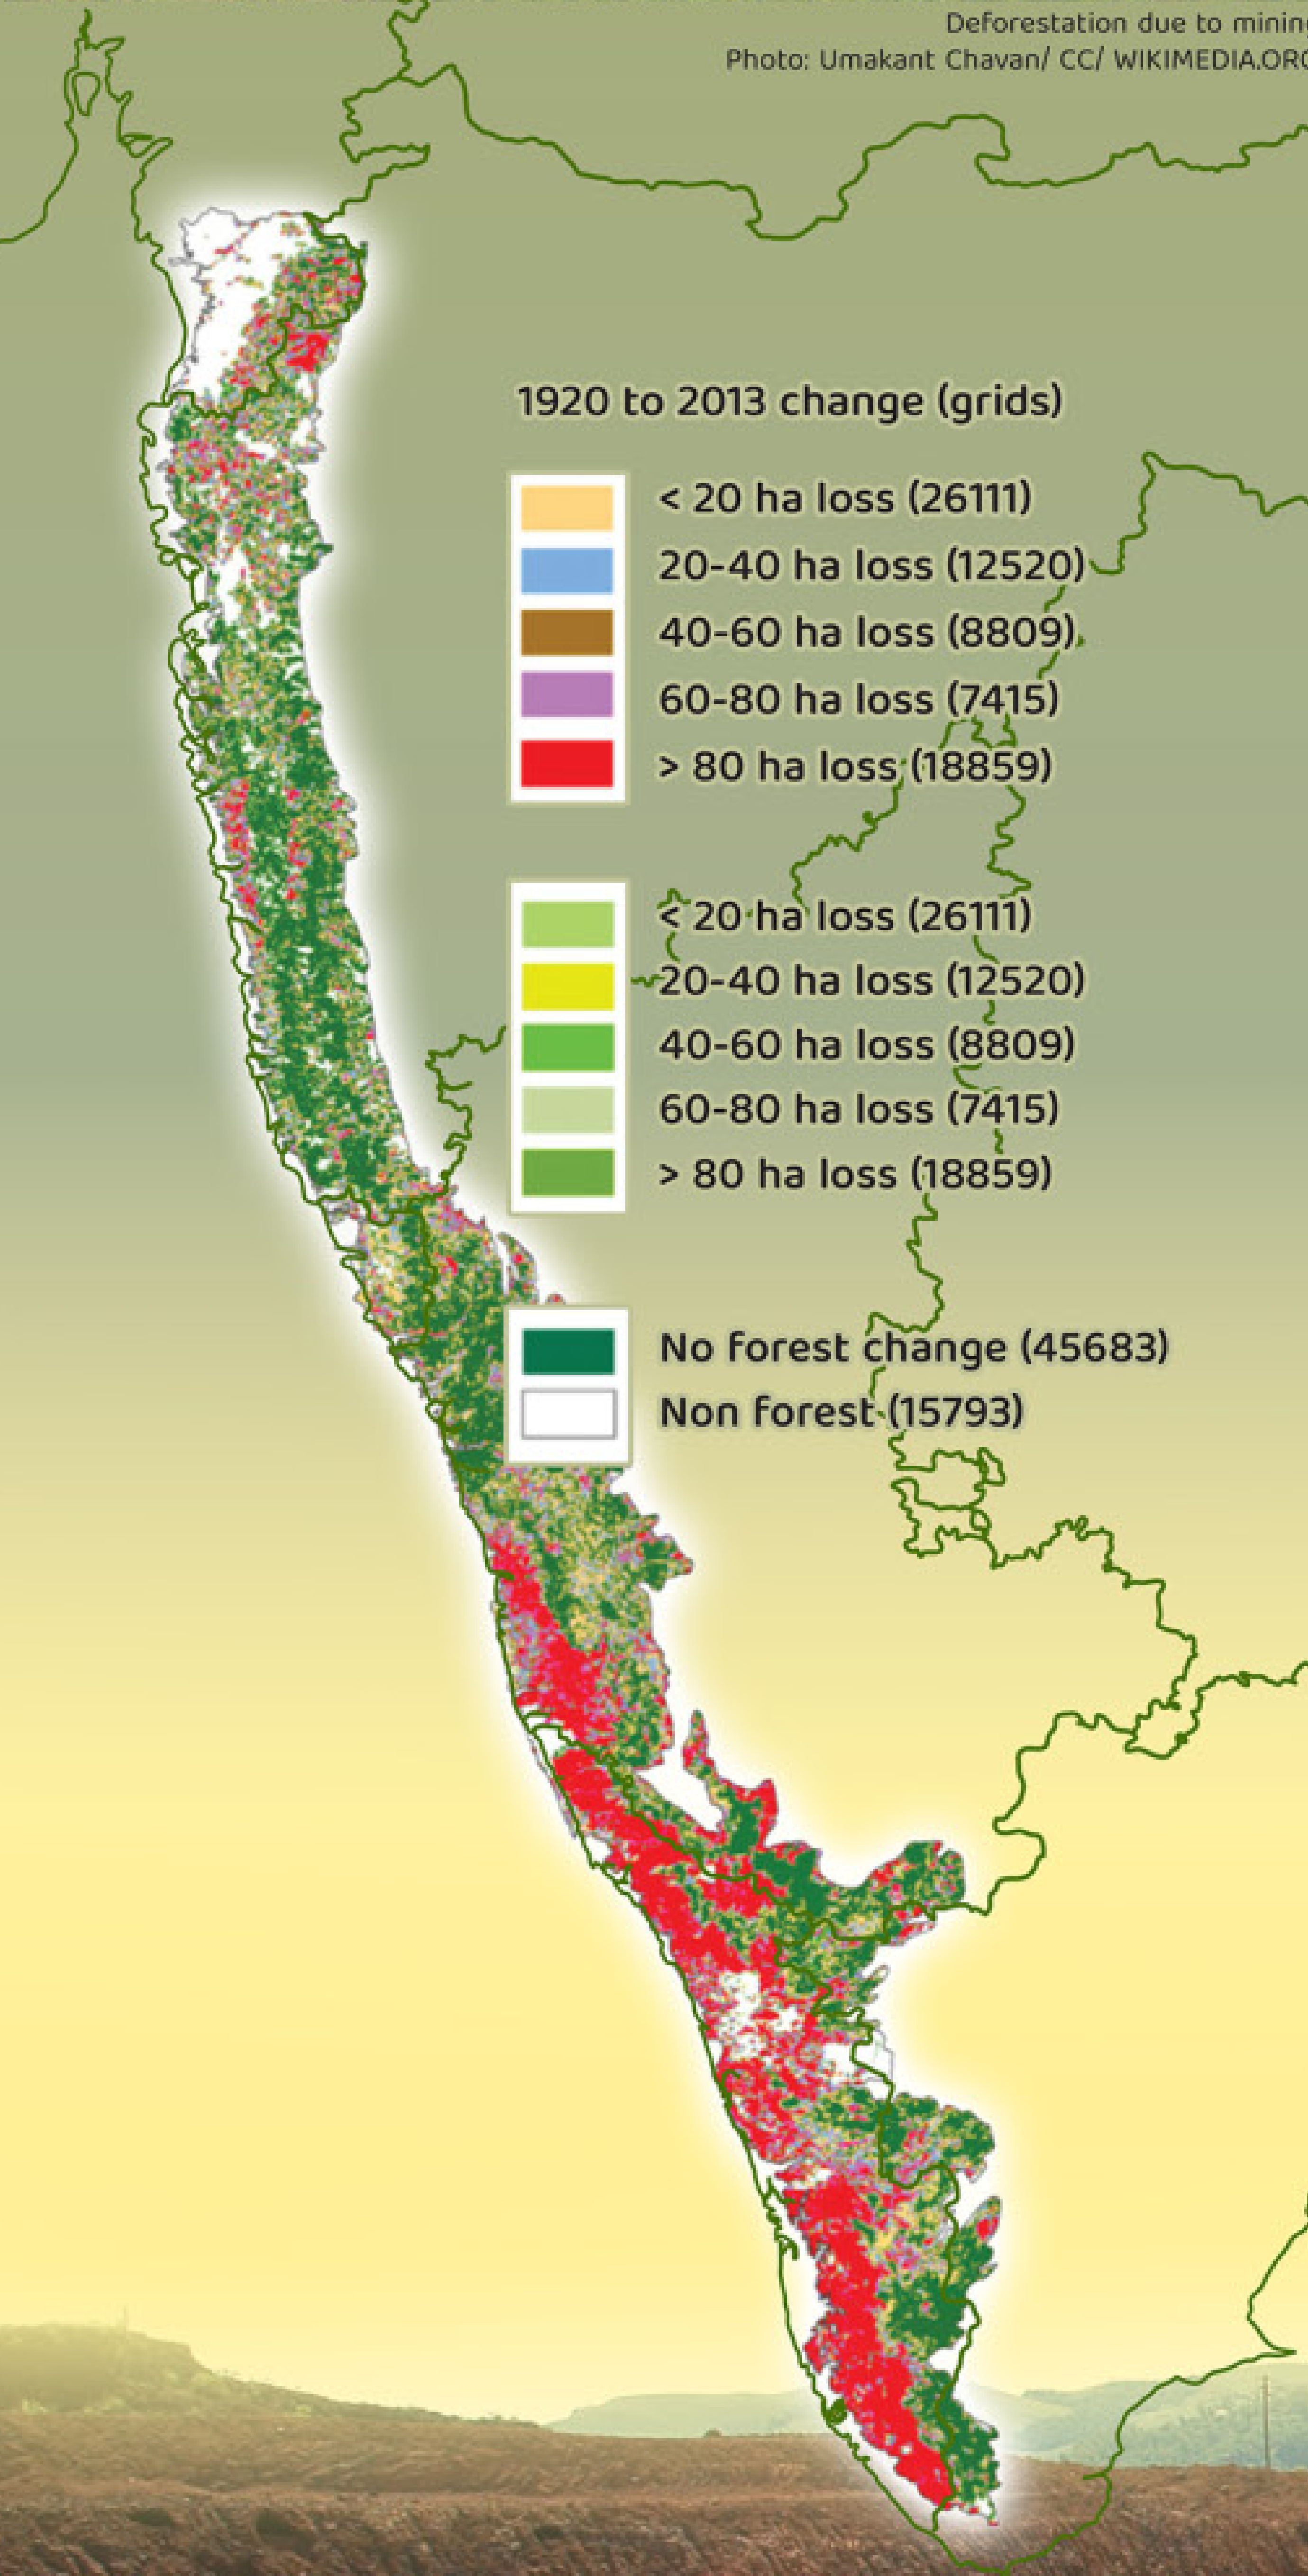 Deforestation due to mining
Photo: Umakant Chavan/ CC/ WIKIMEDIA.ORG
1920 to 2013 change (grids)
< 20 ha loss (26111)
20-40 ha loss (12520)
40-60 ha loss (8809)
60-80 ha loss (7415)
> 80 ha loss (18859)
< 20 ha loss (26111)
20-40 ha loss (12520)
40-60 ha loss (8809)
60-80 ha loss (7415)
> 80 ha loss (18859)
No forest change (45683)
Non forest (15793)